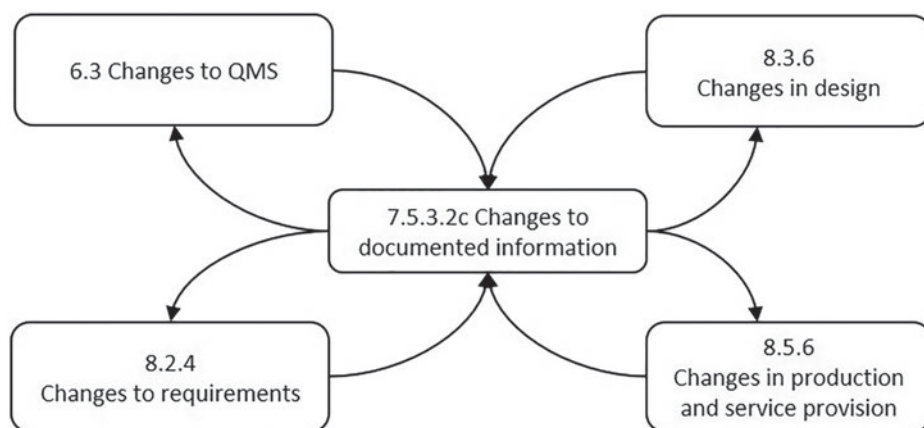 6.3 Changes to QMS
8.3.6
Changes in design
7.5.3.2c Changes to
documented information
8.2.4
Changes to requirements
8.5.6
Changes in production
and service provision